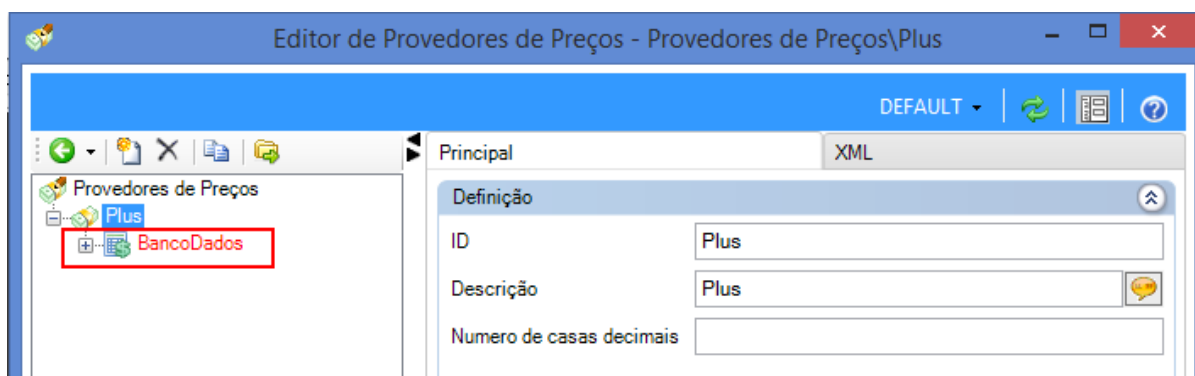 Editor de Provedores de Preços - Provedores de Preços\Plus
DEFAULT
Principal
XML
Provedores de Preços
Plus
BancoDados
Definição
ID
Plus
Descrição
Plus
Numero de casas decimais